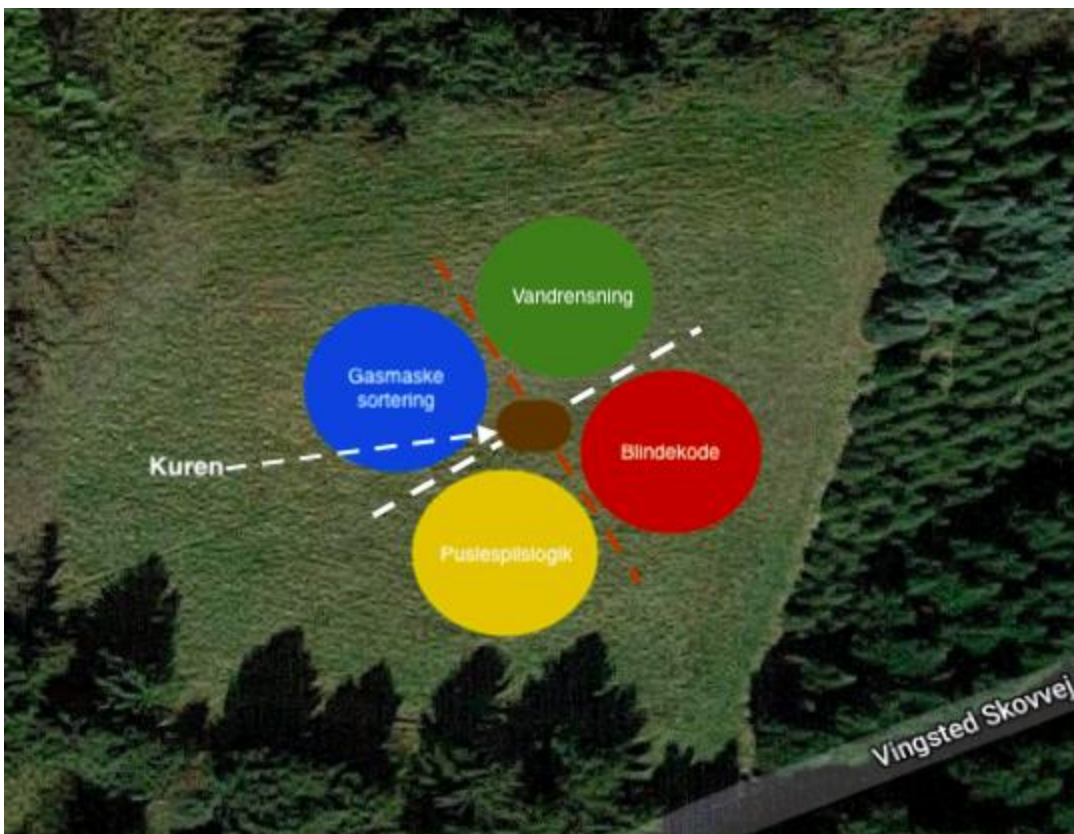 Vandrensning
Gasmaske
sortering
Blindekode
Kuren
Puslespilslogik
Vingsted Skovvej